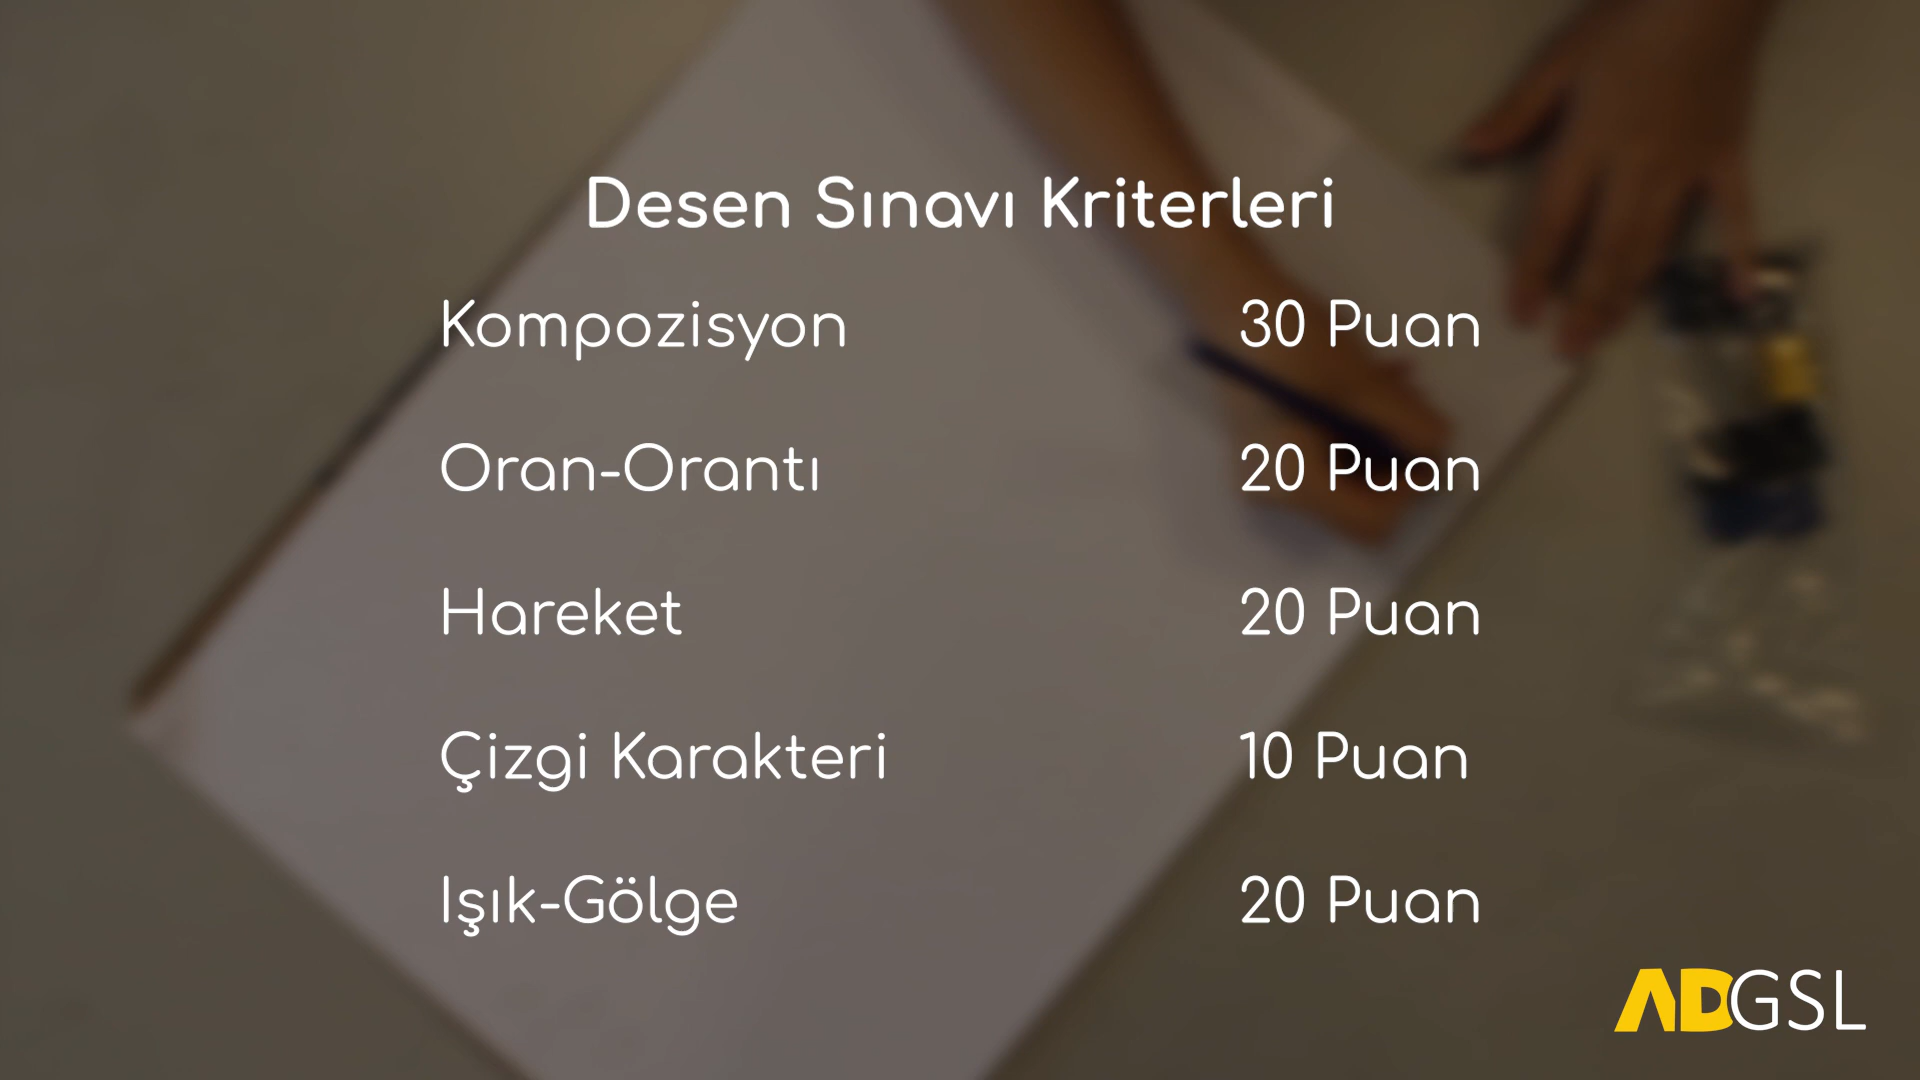 Desen Sınavı Kriterleri
Kompozisyon 30 Puan
Oran-Orantı 20 Puan
Hareket 20 Puan
Çizgi Karakteri 10 Puan
Işık-Gölge 20 Puan
ADGSL